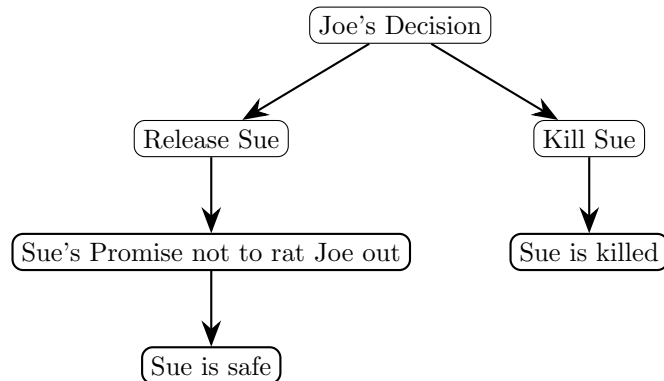 Joe's Decision
Release Sue
Kill Sue
Sue's Promise not to rat Joe out
Sue is killed
Sue is safe